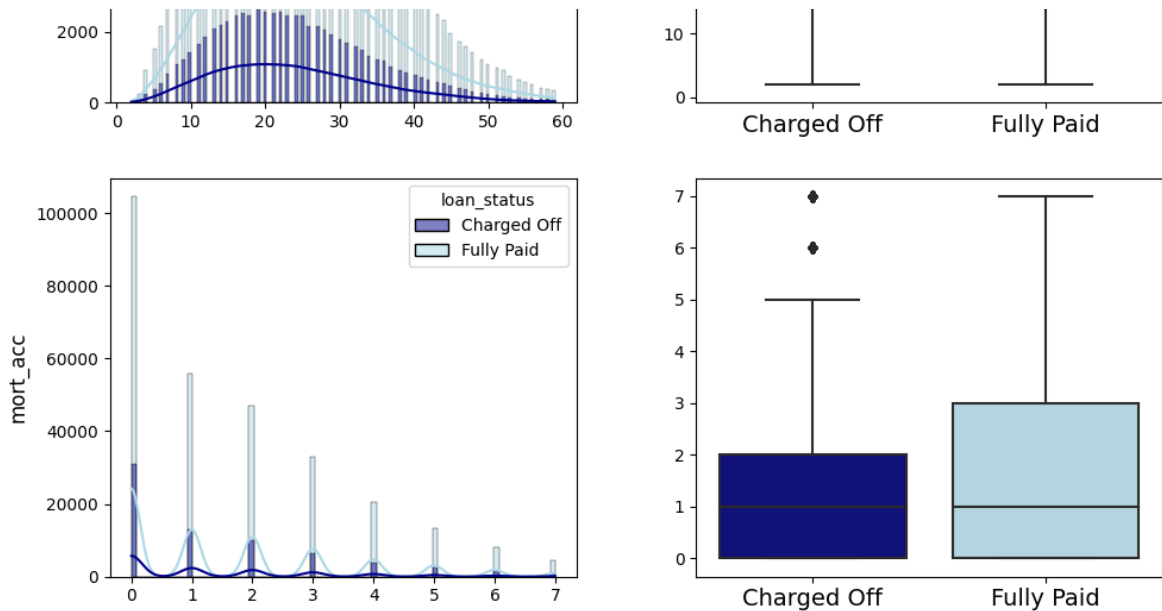 2000
0
0 10 20 30 40 50 60
10
0
Charged Off Fully Paid
mort_acc
100000
80000
60000
40000
20000
0
0 1 2 3 4 5 6 7
loan_status
Charged Off
Fully Paid
7
6
5
4
3
2
1
0
Charged Off Fully Paid